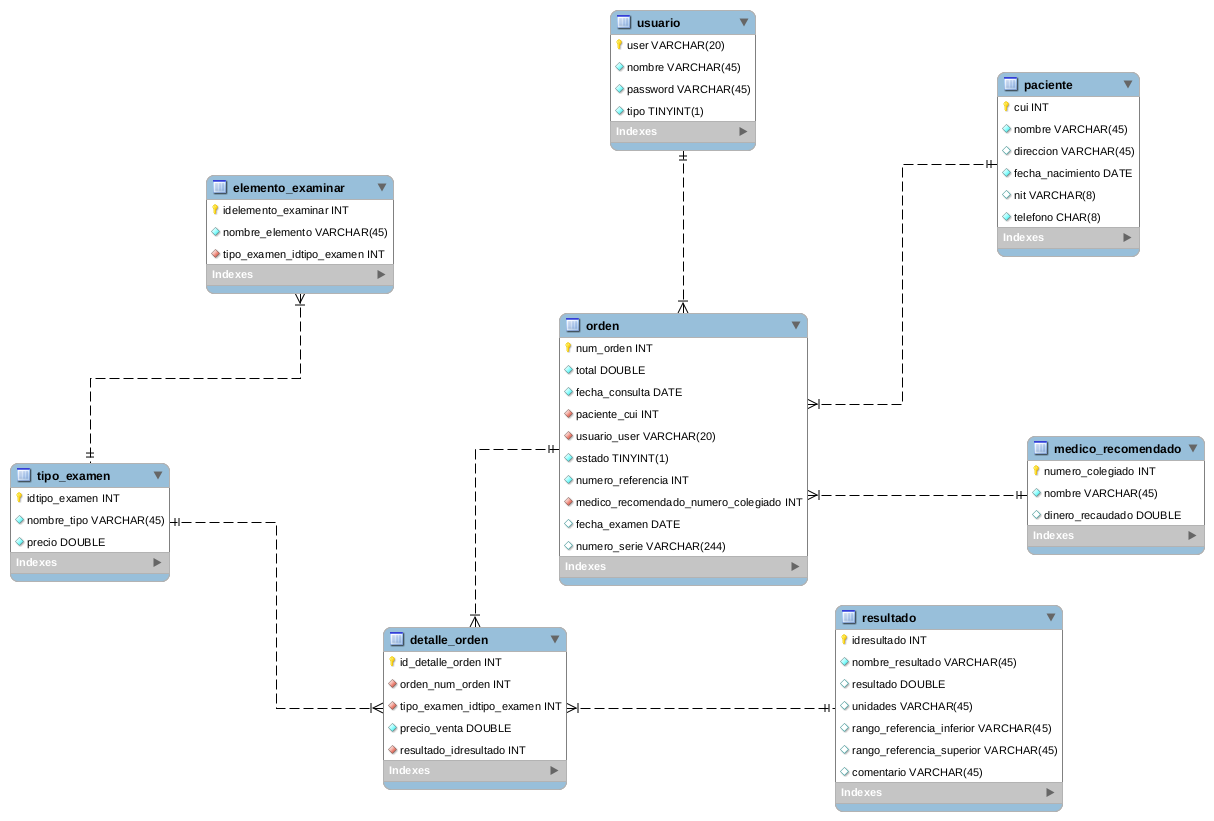 usuario
user VARCHAR(20)
nombre VARCHAR(45)
password VARCHAR(45)
tipo TINYINT(1)
Indexes
paciente
cui INT
nombre VARCHAR(45)
direccion VARCHAR(45)
fecha_nacimiento DATE
nit VARCHAR(8)
telefono CHAR(8)
Indexes
elemento_examinar
idelemento_examinar INT
nombre_elemento VARCHAR(45)
tipo_examen_idtipo_examen INT
Indexes
orden
num_orden INT
total DOUBLE
fecha_consulta DATE
paciente_cui INT
usuario_user VARCHAR(20)
estado TINYINT(1)
numero_referencia INT
medico_recomendado_numero_colegiado INT
fecha_examen DATE
numero_serie VARCHAR(244)
Indexes
medico_recomendado
numero_colegiado INT
nombre VARCHAR(45)
dinero_recaudado DOUBLE
Indexes
tipo_examen
idtipo_examen INT
nombre_tipo VARCHAR(45)
precio DOUBLE
Indexes
detalle_orden
id_detalle_orden INT
orden_num_orden INT
tipo_examen_idtipo_examen INT
precio_venta DOUBLE
resultado_idresultado INT
Indexes
resultado
idresultado INT
nombre_resultado VARCHAR(45)
resultado DOUBLE
unidades VARCHAR(45)
rango_referencia_inferior VARCHAR(45)
rango_referencia_superior VARCHAR(45)
comentario VARCHAR(45)
Indexes